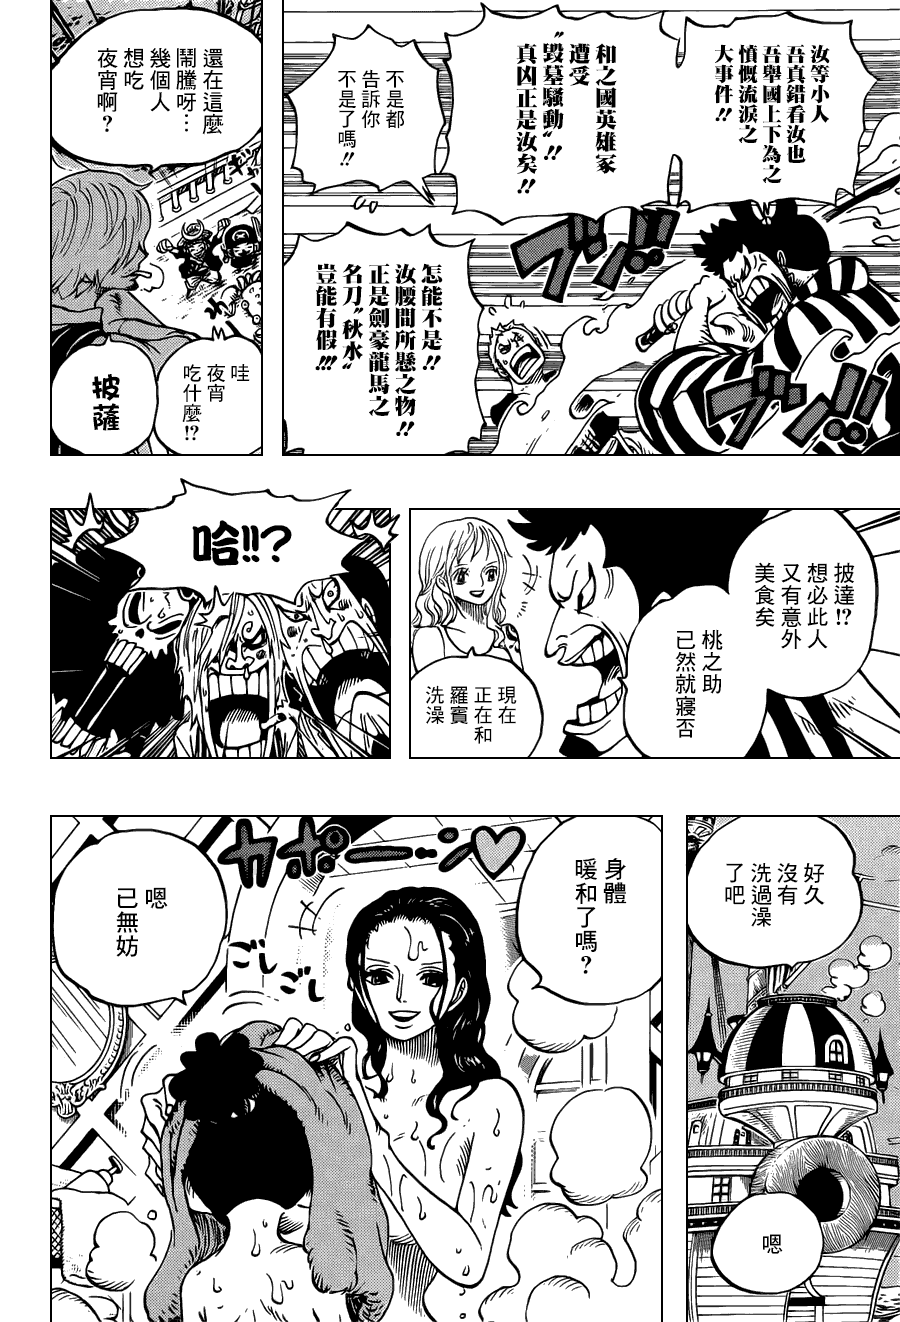 汝等小人
吾真錯看汝也
吾舉國上下為之
憤慨流淚之
大事件!!
和之國英雄冢
遭受
“毀墓騷動”!!
真凶正是汝矣!!
不是都
告訴你
不是了嗎!!
怎能不是!!
汝腰間所懸之物!!
正是劍豪龍馬之
名刀“秋水”
豈能有假!!!
ブン!!
ブン!!
還在這麼
鬧騰呀…
幾個人
想吃
夜宵啊?
哇
夜宵
吃什麼!?
披薩
披達!?
想必此人
又有意外
美食矣
桃之助
已然就寢否
現在
正在和
羅賓
洗澡
哈!!?
好久
沒有
洗過澡
了吧
嗯
身體
暖和了嗎?
カポーン♡
ごしごし
嗯
已無妨